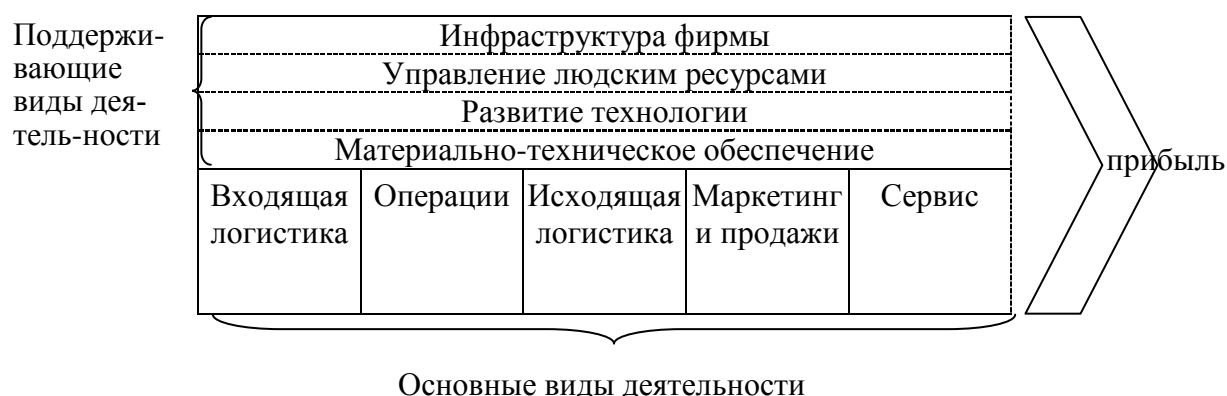 Поддержи-
вающие
виды дея-
тель-ности
Инфраструктура фирмы
Управление людским ресурсами
Развитие технологии
Материально-техническое обеспечение
прибыль
Входящая
логистика
Операции
Исходящая
логистика
Маркетинг
и продажи
Сервис
Основные виды деятельности